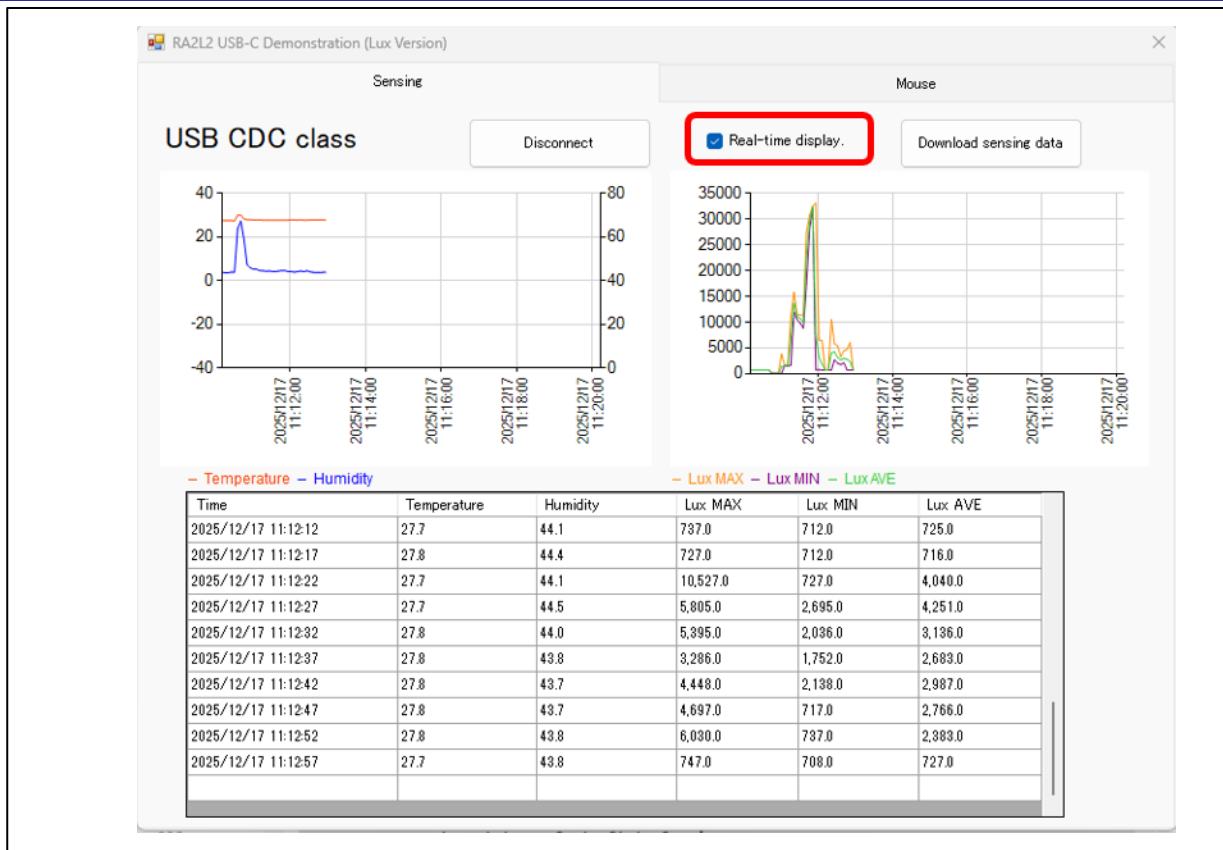 RA2L2 USB-C Demonstration (Lux Version)
Sensing
Mouse
USB CDC class
Disconnect
Real-time display.
Download sensing data
40
20
0
-20
-40
80
60
40
20
0
2025/12/17 11:12:00
2025/12/17 11:14:00
2025/12/17 11:16:00
2025/12/17 11:18:00
2025/12/17 11:20:00
35000
30000
25000
20000
15000
10000
5000
0
2025/12/17 11:12:00
2025/12/17 11:14:00
2025/12/17 11:16:00
2025/12/17 11:18:00
2025/12/17 11:20:00
Temperature Humidity
Lux MAX Lux MIN Lux AVE
Time Temperature Humidity Lux MAX Lux MIN Lux AVE
2025/12/17 11:12:12 27.7 44.1 737.0 712.0 725.0
2025/12/17 11:12:17 27.8 44.4 727.0 712.0 716.0
2025/12/17 11:12:22 27.7 44.1 10,527.0 727.0 4,040.0
2025/12/17 11:12:27 27.7 44.5 5,805.0 2,695.0 4,251.0
2025/12/17 11:12:32 27.8 44.0 5,395.0 2,036.0 3,136.0
2025/12/17 11:12:37 27.8 43.8 3,286.0 1,752.0 2,683.0
2025/12/17 11:12:42 27.8 43.7 4,448.0 2,138.0 2,987.0
2025/12/17 11:12:47 27.8 43.7 4,697.0 717.0 2,766.0
2025/12/17 11:12:52 27.8 43.8 6,030.0 737.0 2,383.0
2025/12/17 11:12:57 27.7 43.8 747.0 708.0 727.0